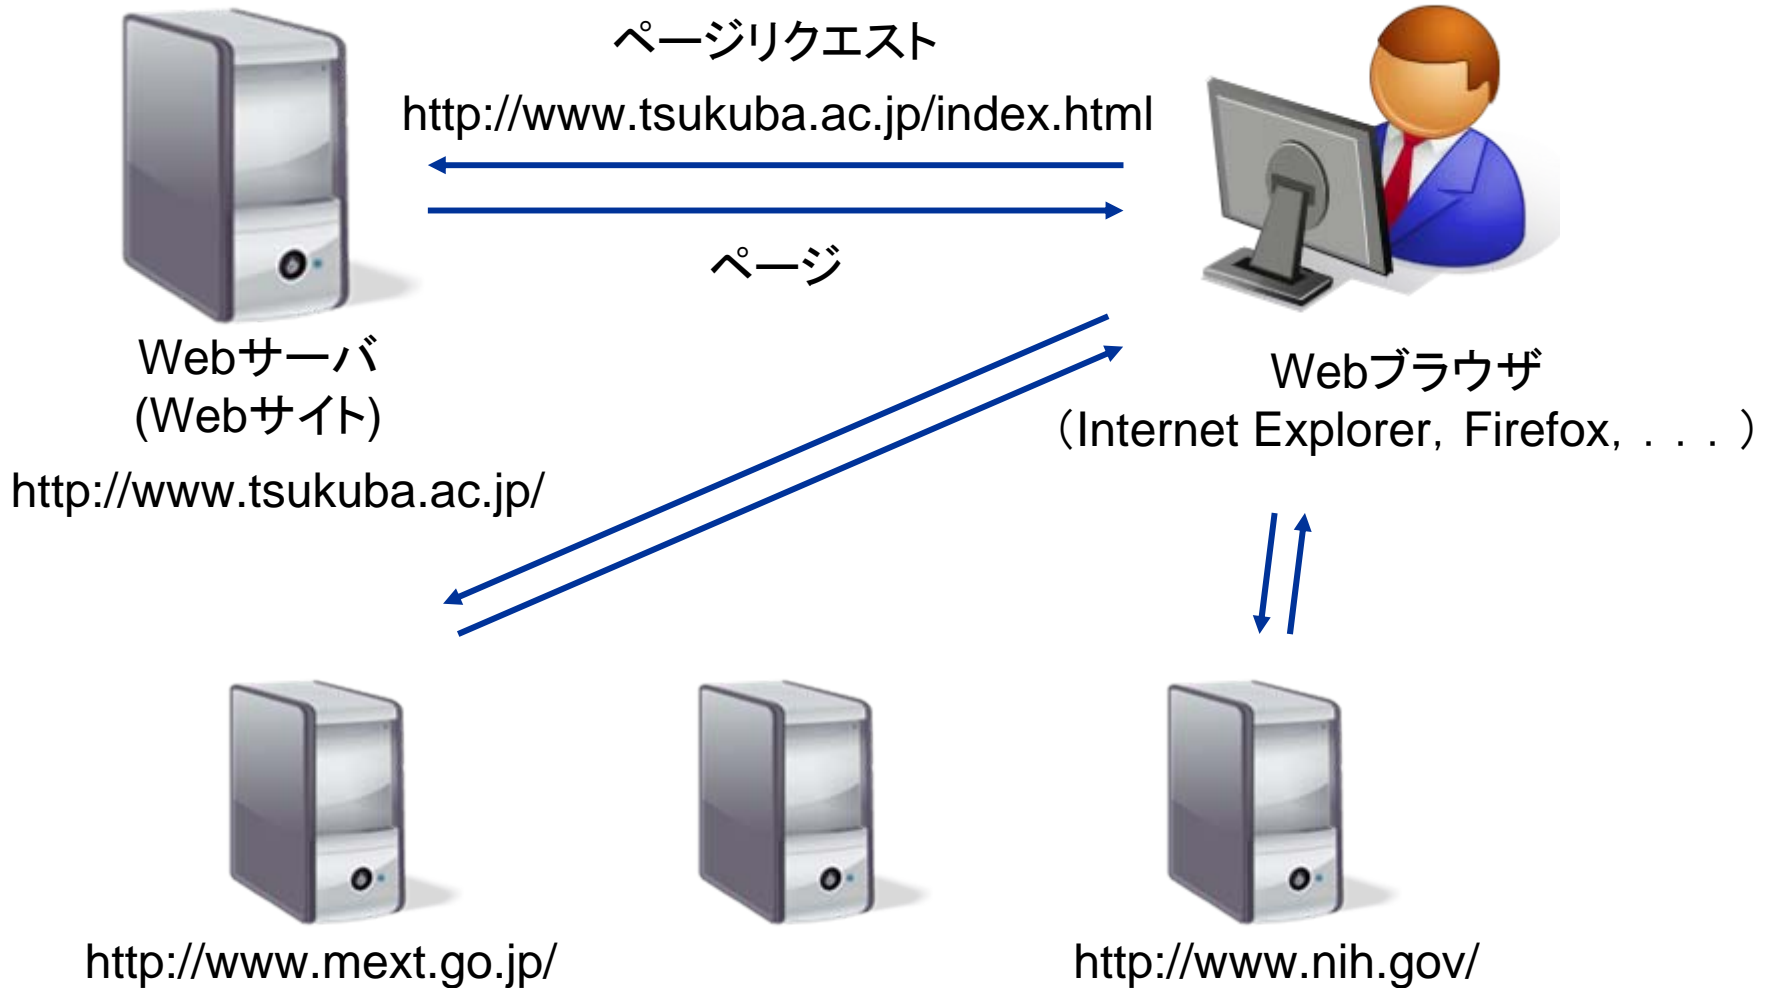 ページリクエスト
http://www.tsukuba.ac.jp/index.html
ページ
Webサーバ
(Webサイト)
http://www.tsukuba.ac.jp/
Webブラウザ
（Internet Explorer，Firefox，．．．）
http://www.mext.go.jp/
http://www.nih.gov/